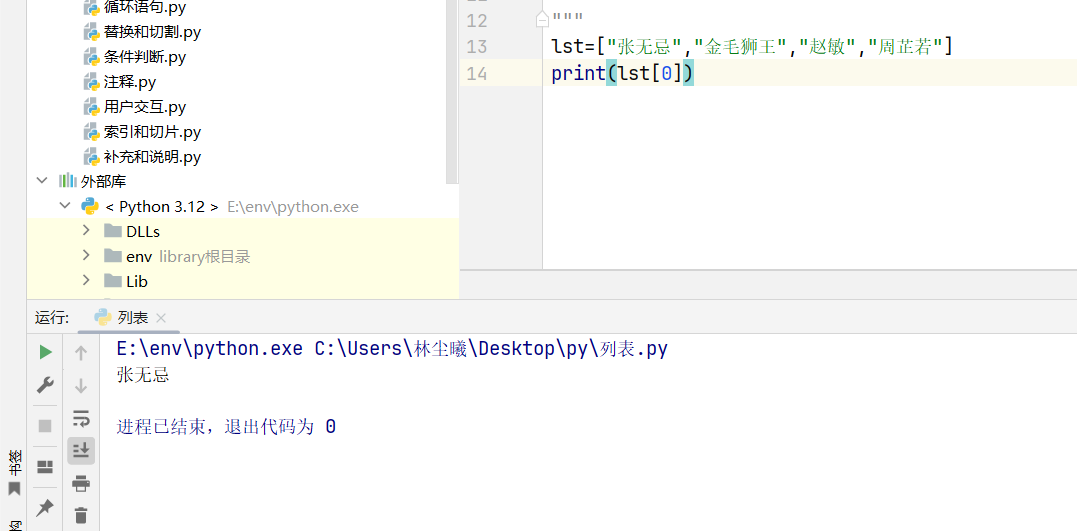 循环语句.py
替换和切割.py
条件判断.py
注释.py
用户交互.py
索引和切片.py
补充和说明.py
外部库
< Python 3.12 > E:\env\python.exe
DLLs
env library根目录
Lib
12 """
13 lst=["张无忌","金毛狮王","赵敏","周芷若"]
14 print(lst[0])
运行: 列表
E:\env\python.exe C:\Users\林尘曦\Desktop\py\列表.py
张无忌
进程已结束，退出代码为 0
书签